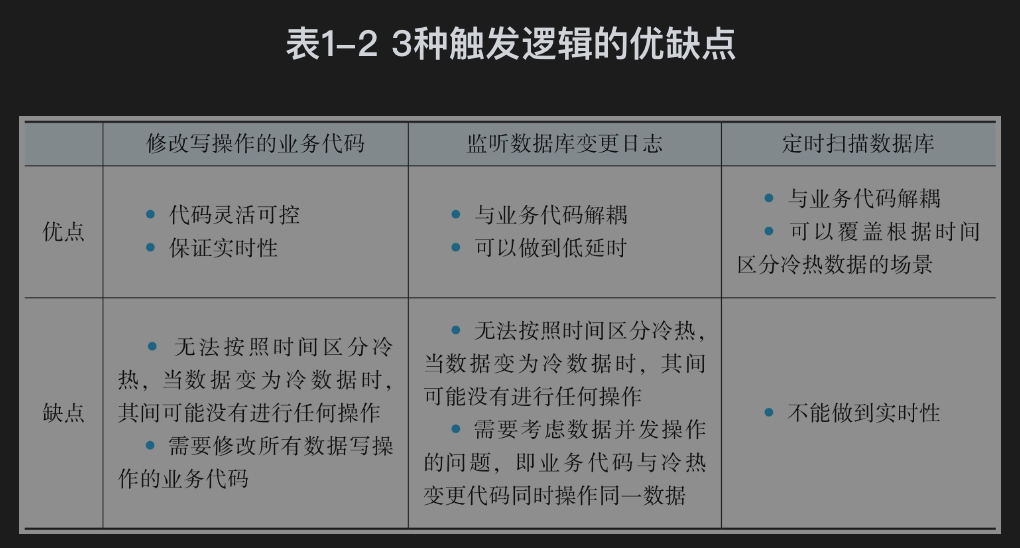 表1-2 3种触发逻辑的优缺点
修改写操作的业务代码
监听数据库变更日志
定时扫描数据库
优点
• 代码灵活可控
• 保证实时性
• 与业务代码解耦
• 可以做到低延时
• 与业务代码解耦
• 可以覆盖根据时间
区分冷热数据的场景
缺点
• 无法按照时间区分冷
热，当数据变为冷数据时，
其间可能没有进行任何操作
• 需要修改所有数据写操
作的业务代码
• 无法按照时间区分冷热，
当数据变为冷数据时，其间
可能没有进行任何操作
• 需要考虑数据并发操作
的问题，即业务代码与冷热
变更代码同时操作同一数据
• 不能做到实时性